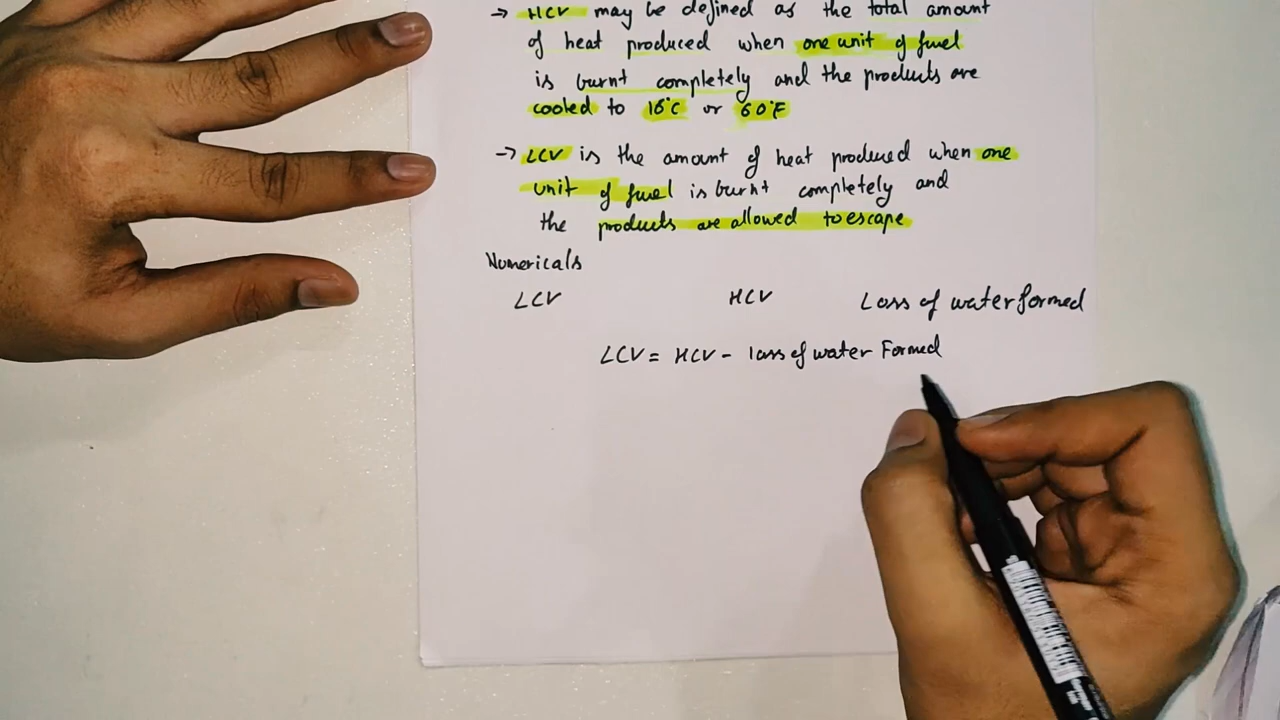 → HCV may be defined as the total amount
of heat produced when one unit of fuel
is burnt completely and the products are
cooled to 16°C or 60°F
→ LCV is the amount of heat produced when one
unit of fuel is burnt completely and
the products are allowed to escape
Numericals
LCV HCV Loss of water formed
LCV = HCV - loss of water Formed